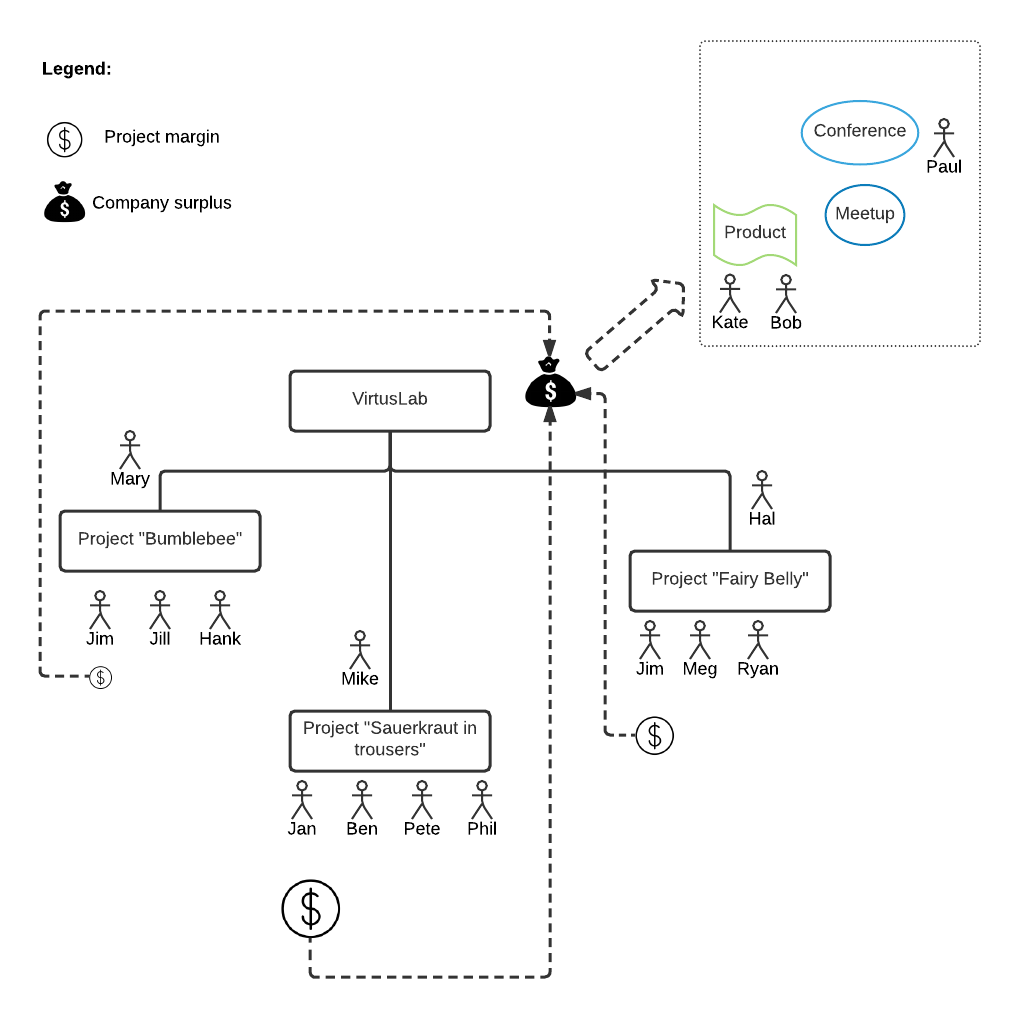 Legend:
$ Project margin
$ Company surplus
Conference
Paul
Meetup
Product
Kate Bob
$
VirtusLab
Mary
Hal
Project "Bumblebee"
Project "Fairy Belly"
Jim Jill Hank
Jim Meg Ryan
$
Mike
Project "Sauerkraut in
trousers"
$
Jan Ben Pete Phil
$